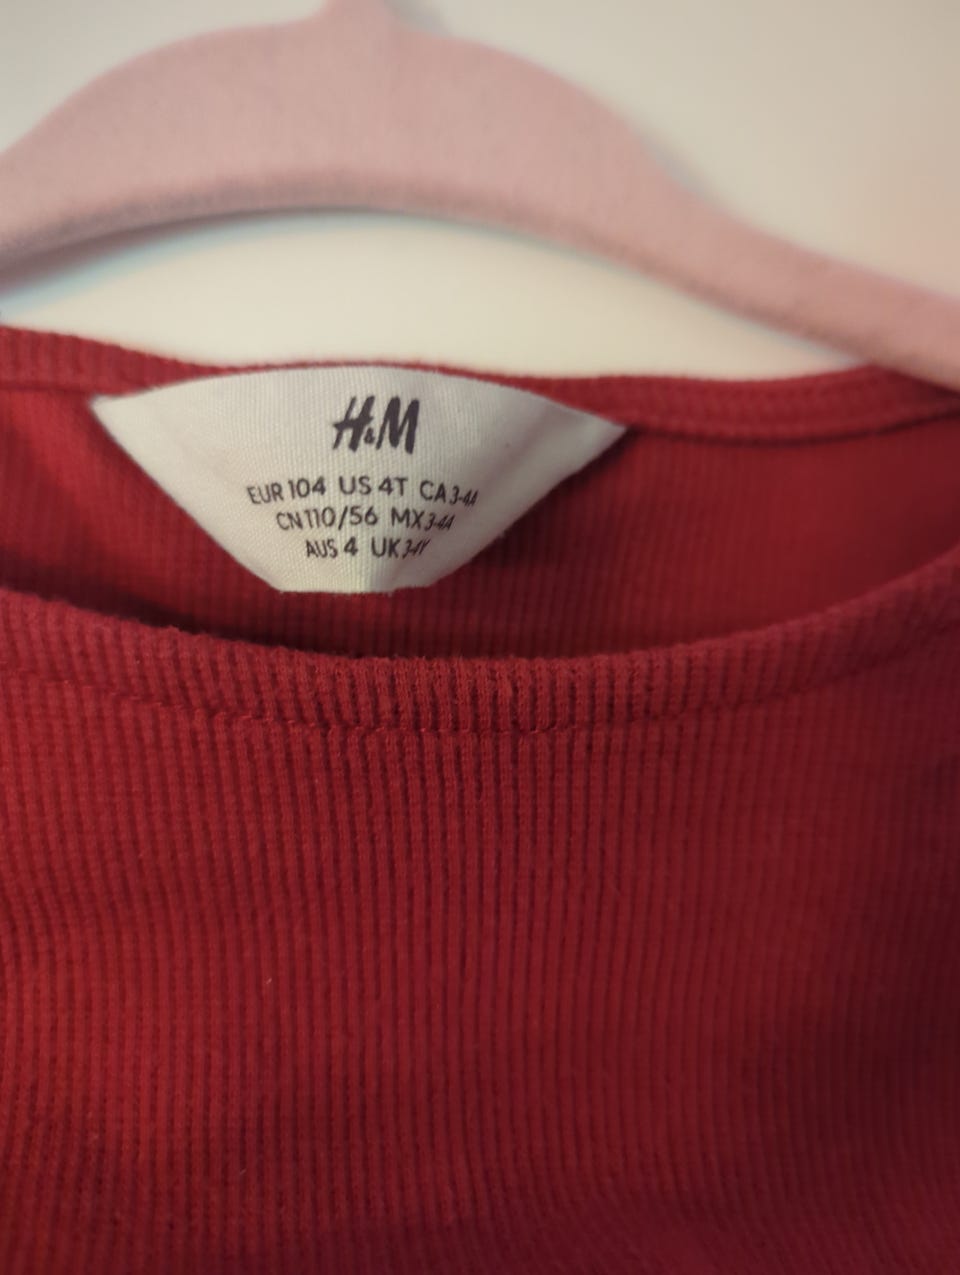 H&M
EUR 104 US 4T CA 3-4A
CN 110/56 MX 3-4A
AUS 4 UK 3-4Y